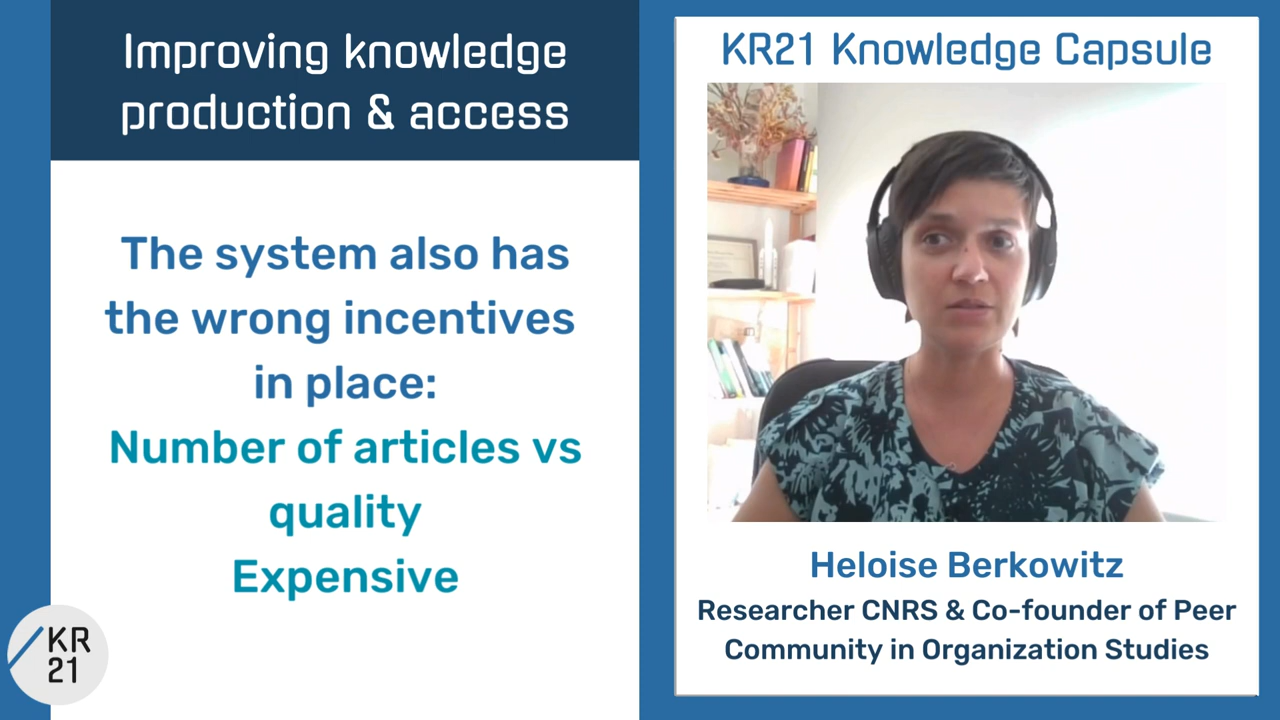 Improving knowledge
production & access
The system also has
the wrong incentives
in place:
Number of articles vs
quality
Expensive
KR
21
KR21 Knowledge Capsule
Heloise Berkowitz
Researcher CNRS & Co-founder of Peer
Community in Organization Studies